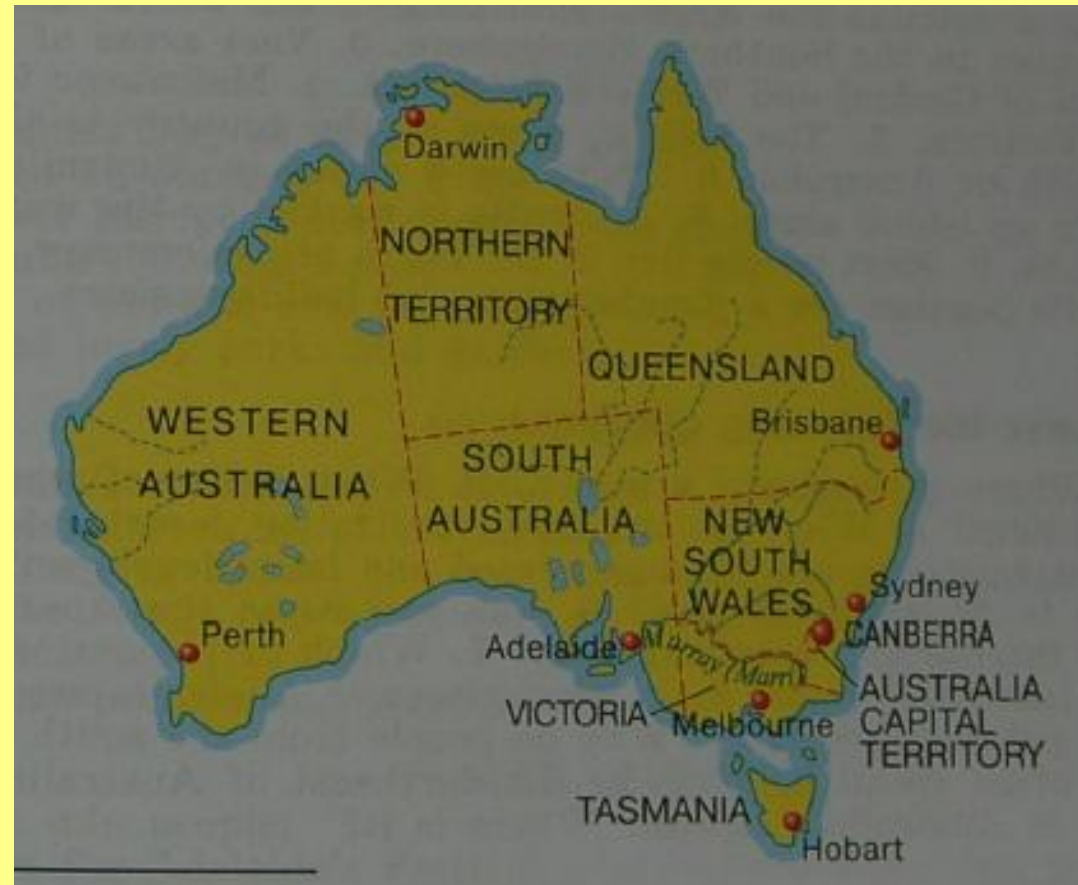 Darwin
NORTHERN
TERRITORY
QUEENSLAND
Brisbane
WESTERN
AUSTRALIA
SOUTH
AUSTRALIA
NEW
SOUTH
WALES
Sydney
CANBERRA
Perth
Adelaide
Murray (Marri)
AUSTRALIA
CAPITAL
TERRITORY
VICTORIA
Melbourne
TASMANIA
Hobart